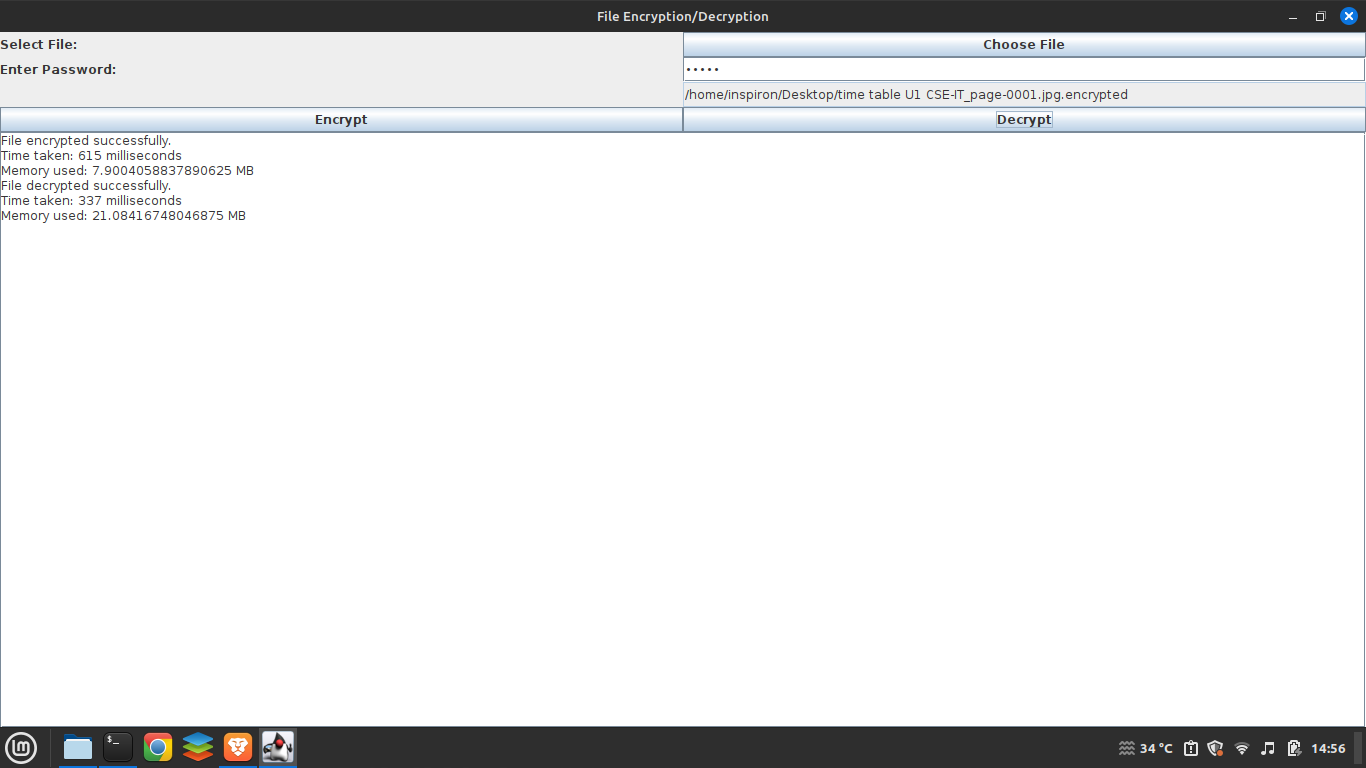 File Encryption/Decryption
Select File:
Choose File
Enter Password:
•••••
/home/inspiron/Desktop/time table U1 CSE-IT_page-0001.jpg.encrypted
Encrypt
Decrypt
File encrypted successfully.
Time taken: 615 milliseconds
Memory used: 7.9004058837890625 MB
File decrypted successfully.
Time taken: 337 milliseconds
Memory used: 21.08416748046875 MB
$_
34 °C
14:56